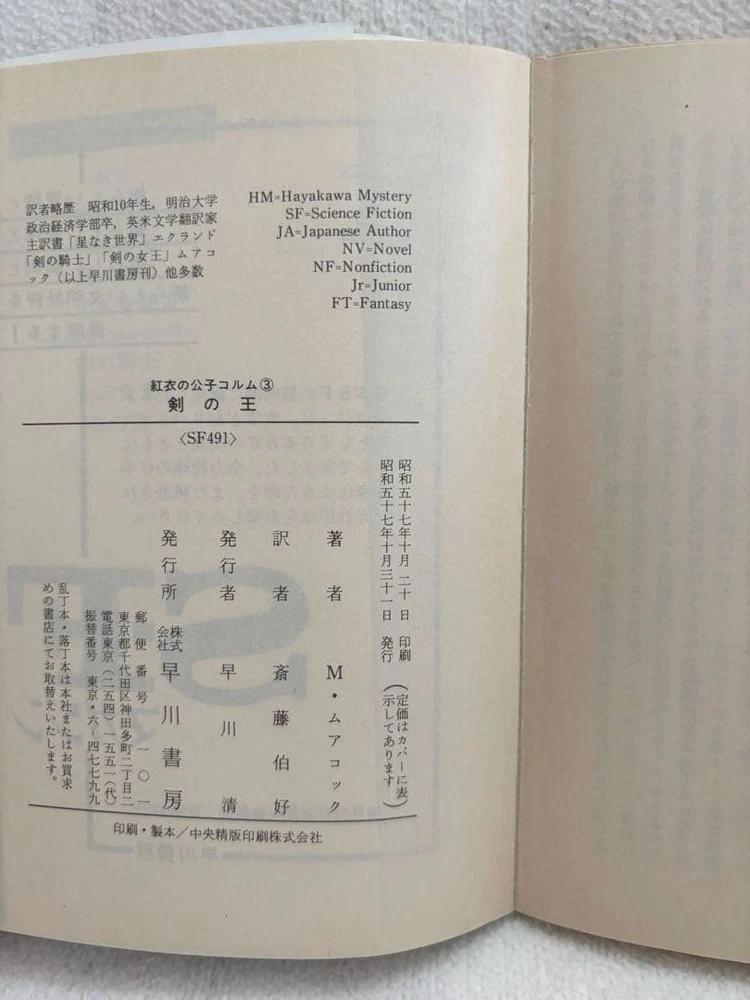 訳者略歴　昭和10年生，明治大学
政治経済学部卒，英米文学翻訳家
主訳書「星なき世界」エクランド
「剣の騎士」「剣の女王」ムアコ
ック（以上早川書房刊）他多数
HM=Hayakawa Mystery
SF=Science Fiction
JA=Japanese Author
NV=Novel
NF=Nonfiction
Jr=Junior
FT=Fantasy
紅衣の公子コルム③
剣の王
〈SF491〉
昭和五十七年十月二十日　印刷
昭和五十七年十月三十一日　発行
（定価はカバーに表
示してあります）
著者　M・ムアコック
訳者　斎藤伯好
発行者　早川清
発行所　株式会社　早川書房
郵便番号　一〇一
東京都千代田区神田多町二丁目二
電話東京（二五四）一五五一（代）
振替番号　東京・六－四七七九九
乱丁本・落丁本は本社またはお買求
めの書店にてお取替えいたします。
印刷・製本／中央精版印刷株式会社